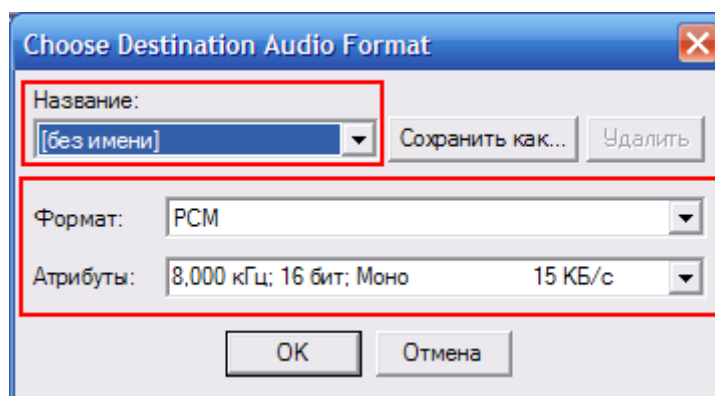 Choose Destination Audio Format
Название:
[без имени] Сохранить как... Удалить
Формат: PCM
Атрибуты: 8,000 кГц; 16 бит; Моно 15 КБ/с
OK Отмена